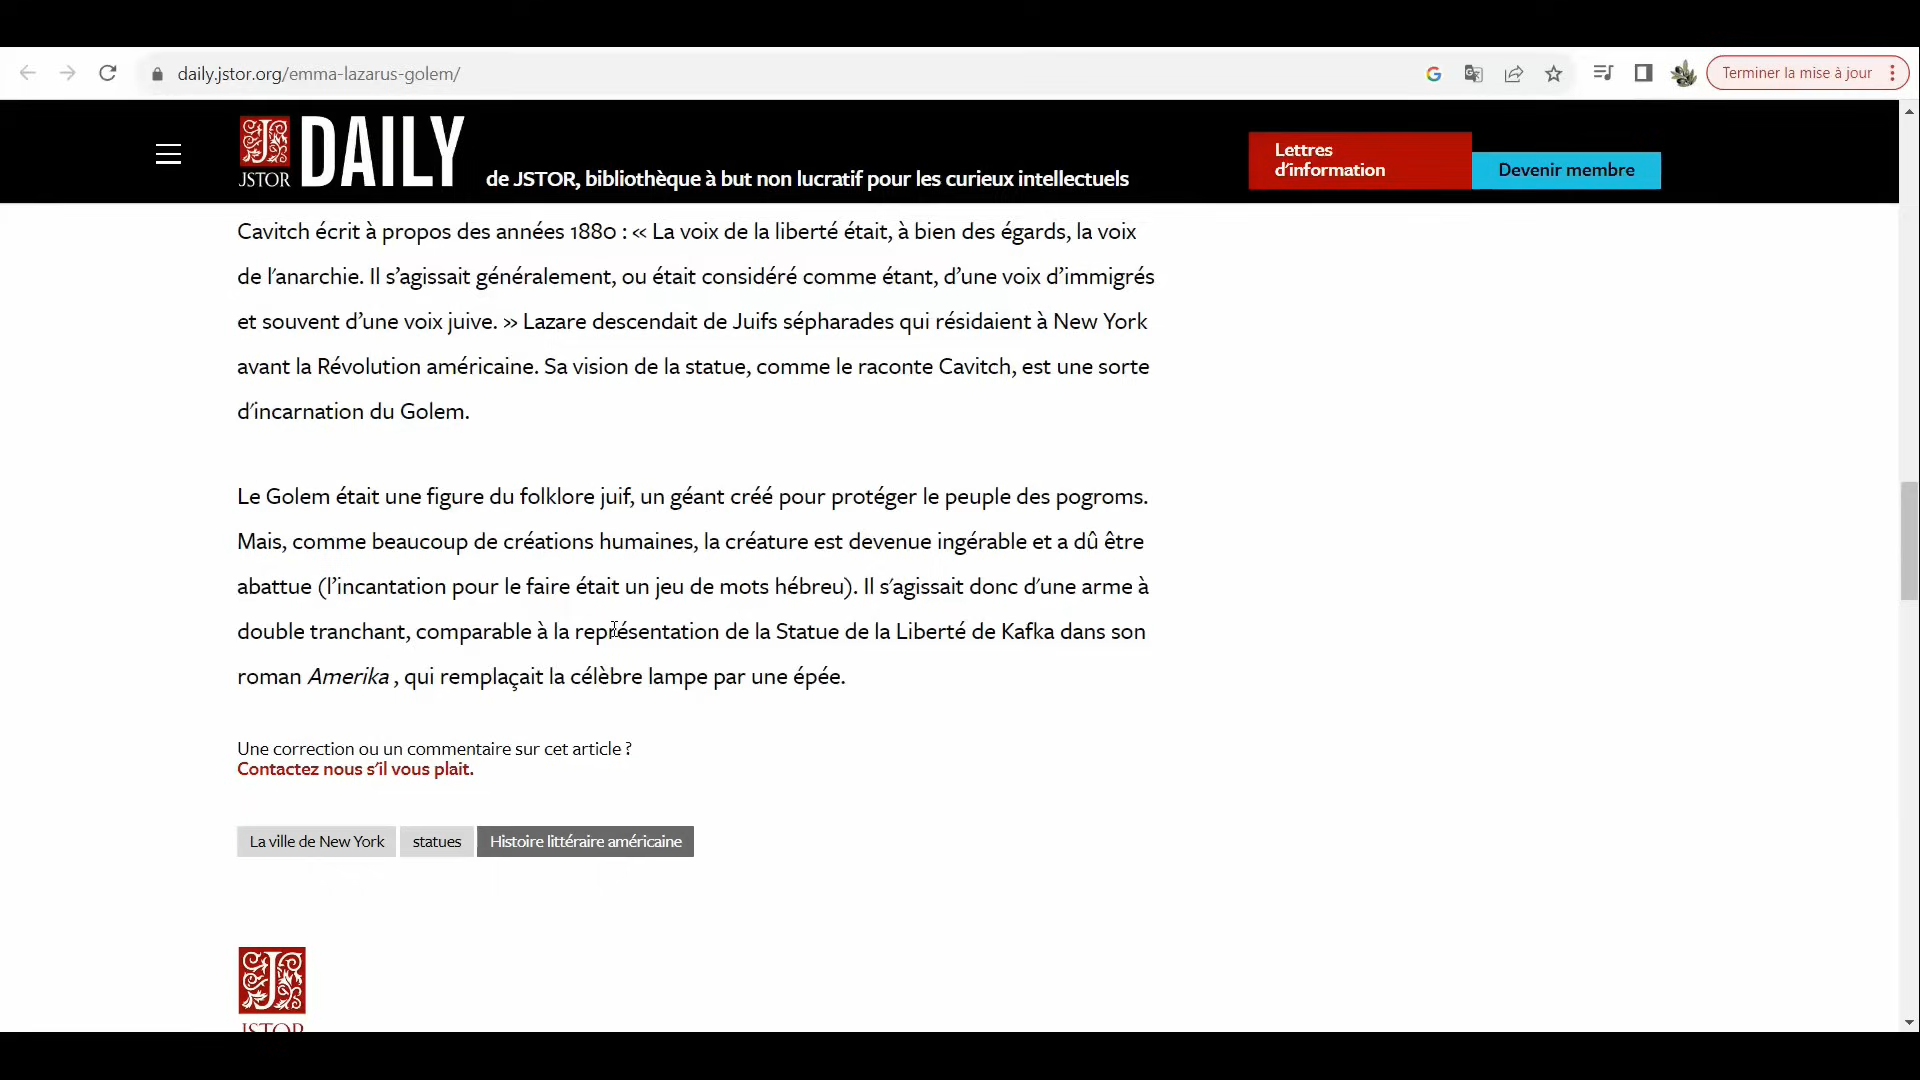 daily.jstor.org/emma-lazarus-golem/
Terminer la mise à jour
JSTOR
DAILY
de JSTOR, bibliothèque à but non lucratif pour les curieux intellectuels
Lettres
d'information
Devenir membre
Cavitch écrit à propos des années 1880 : « La voix de la liberté était, à bien des égards, la voix
de l'anarchie. Il s’agissait généralement, ou était considéré comme étant, d’une voix d’immigrés
et souvent d’une voix juive. » Lazare descendait de Juifs sépharades qui résidaient à New York
avant la Révolution américaine. Sa vision de la statue, comme le raconte Cavitch, est une sorte
d'incarnation du Golem.
Le Golem était une figure du folklore juif, un géant créé pour protéger le peuple des pogroms.
Mais, comme beaucoup de créations humaines, la créature est devenue ingérable et a dû être
abattue (l’incantation pour le faire était un jeu de mots hébreu). Il s'agissait donc d'une arme à
double tranchant, comparable à la représentation de la Statue de la Liberté de Kafka dans son
roman Amerika , qui remplaçait la célèbre lampe par une épée.
Une correction ou un commentaire sur cet article ?
Contactez nous s'il vous plait.
La ville de New York
statues
Histoire littéraire américaine
JSTOR